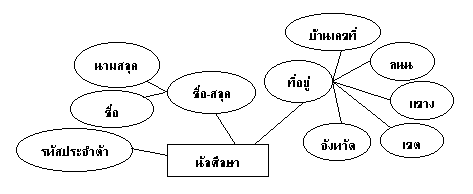 บ้านเลขที่
นามสกุล
ถนน
ชื่อ-สกุล
ที่อยู่
แขวง
ชื่อ
จังหวัด
เขต
รหัสประจำตัว
นักศึกษา